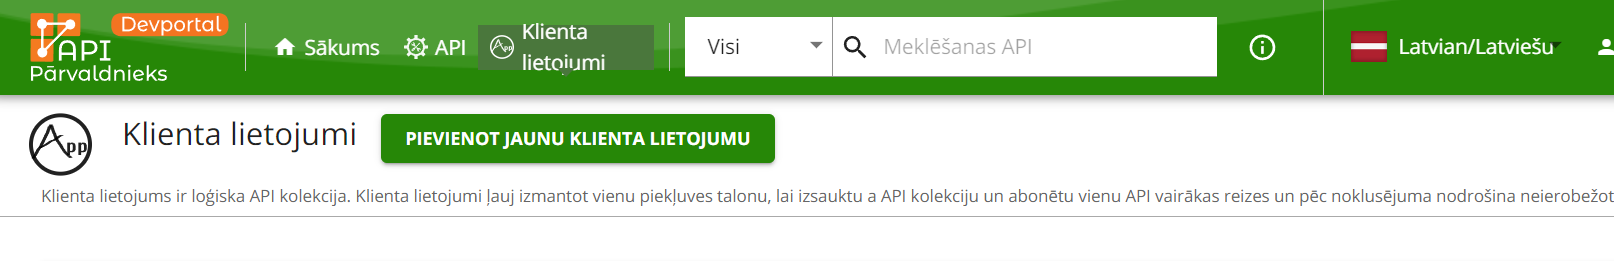 Devportal
API
Pārvaldnieks
Sākums
API
App
Klienta
lietojumi
Visi
Meklēšanas API
Latvian/Latviešu
App
Klienta lietojumi
PIEVIENOT JAUNU KLIENTA LIETOJUMU
Klienta lietojums ir loģiska API kolekcija. Klienta lietojumi ļauj izmantot vienu piekļuves talonu, lai izsauktu a API kolekciju un abonētu vienu API vairākas reizes un pēc noklusējuma nodrošina neierobežot